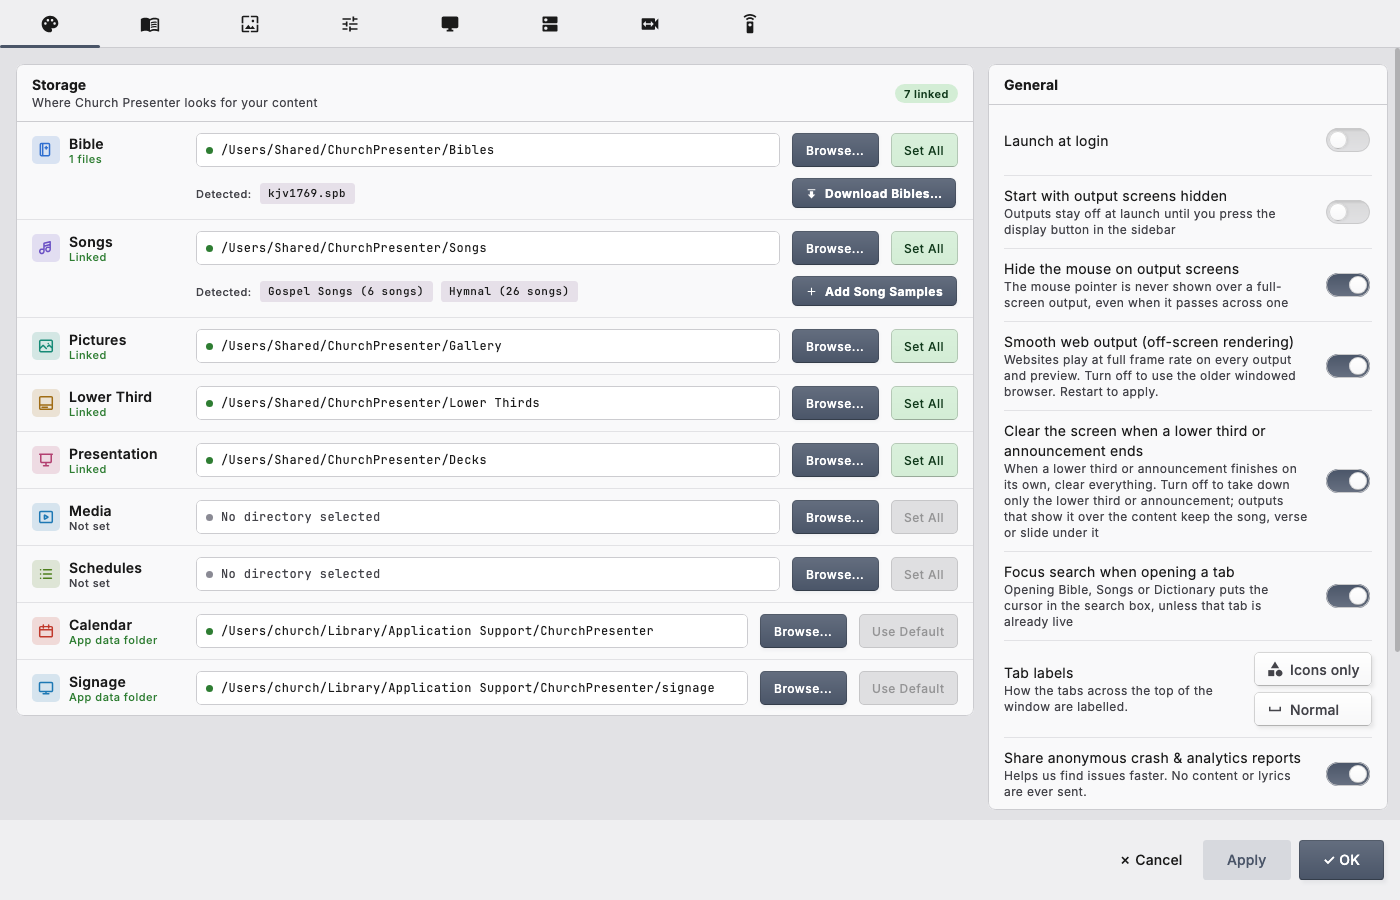 Storage
Where Church Presenter looks for your content
7 linked
Bible
1 files
/Users/Shared/ChurchPresenter/Bibles
Browse...
Set All
Detected:
kjv1769.spb
Download Bibles...
Songs
Linked
/Users/Shared/ChurchPresenter/Songs
Browse...
Set All
Detected:
Gospel Songs (6 songs)
Hymnal (26 songs)
Add Song Samples
Pictures
Linked
/Users/Shared/ChurchPresenter/Gallery
Browse...
Set All
Lower Third
Linked
/Users/Shared/ChurchPresenter/Lower Thirds
Browse...
Set All
Presentation
Linked
/Users/Shared/ChurchPresenter/Decks
Browse...
Set All
Media
Not set
No directory selected
Browse...
Set All
Schedules
Not set
No directory selected
Browse...
Set All
Calendar
App data folder
/Users/church/Library/Application Support/ChurchPresenter
Browse...
Use Default
Signage
App data folder
/Users/church/Library/Application Support/ChurchPresenter/signage
Browse...
Use Default
General
Launch at login
Start with output screens hidden
Outputs stay off at launch until you press the
display button in the sidebar
Hide the mouse on output screens
The mouse pointer is never shown over a full-
screen output, even when it passes across one
Smooth web output (off-screen rendering)
Websites play at full frame rate on every output
and preview. Turn off to use the older windowed
browser. Restart to apply.
Clear the screen when a lower third or
announcement ends
When a lower third or announcement finishes on
its own, clear everything. Turn off to take down
only the lower third or announcement; outputs
that show it over the content keep the song, verse
or slide under it
Focus search when opening a tab
Opening Bible, Songs or Dictionary puts the
cursor in the search box, unless that tab is
already live
Tab labels
How the tabs across the top of the
window are labelled.
Icons only
Normal
Share anonymous crash & analytics reports
Helps us find issues faster. No content or lyrics
are ever sent.
Cancel
Apply
OK